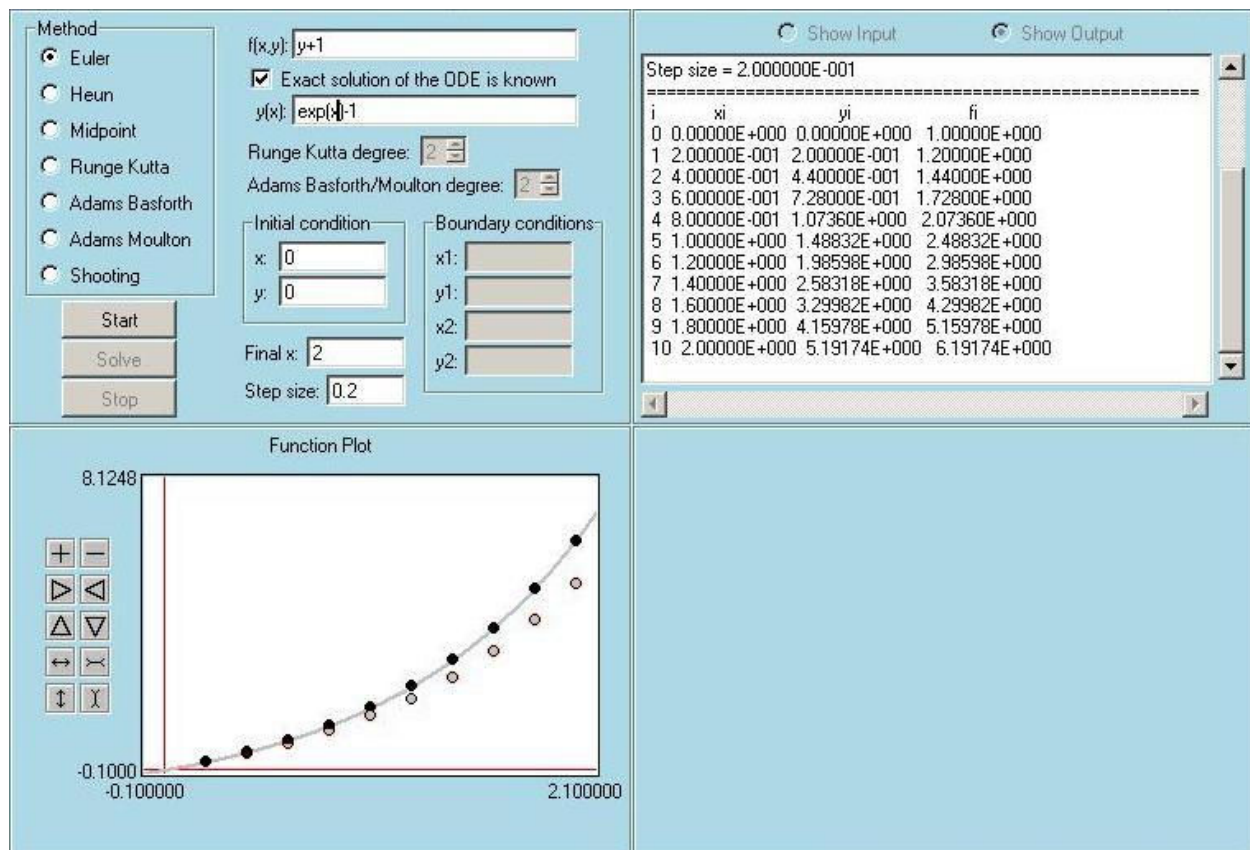 Method
Euler
Heun
Midpoint
Runge Kutta
Adams Basforth
Adams Moulton
Shooting
Start
Solve
Stop
f(x,y): y+1
Exact solution of the ODE is known
y(x): exp(x)-1
Runge Kutta degree: 2
Adams Basforth/Moulton degree: 2
Initial condition
x: 0
y: 0
Boundary conditions
x1:
y1:
x2:
y2:
Final x: 2
Step size: 0.2
Show Input Show Output
Step size = 2.000000E-001
============================================================
i xi yi fi
0 0.00000E+000 0.00000E+000 1.00000E+000
1 2.00000E-001 2.00000E-001 1.20000E+000
2 4.00000E-001 4.40000E-001 1.44000E+000
3 6.00000E-001 7.28000E-001 1.72800E+000
4 8.00000E-001 1.07360E+000 2.07360E+000
5 1.00000E+000 1.48832E+000 2.48832E+000
6 1.20000E+000 1.98598E+000 2.98598E+000
7 1.40000E+000 2.58318E+000 3.58318E+000
8 1.60000E+000 3.29982E+000 4.29982E+000
9 1.80000E+000 4.15978E+000 5.15978E+000
10 2.00000E+000 5.19174E+000 6.19174E+000
Function Plot
8.1248
-0.1000
-0.100000 2.100000